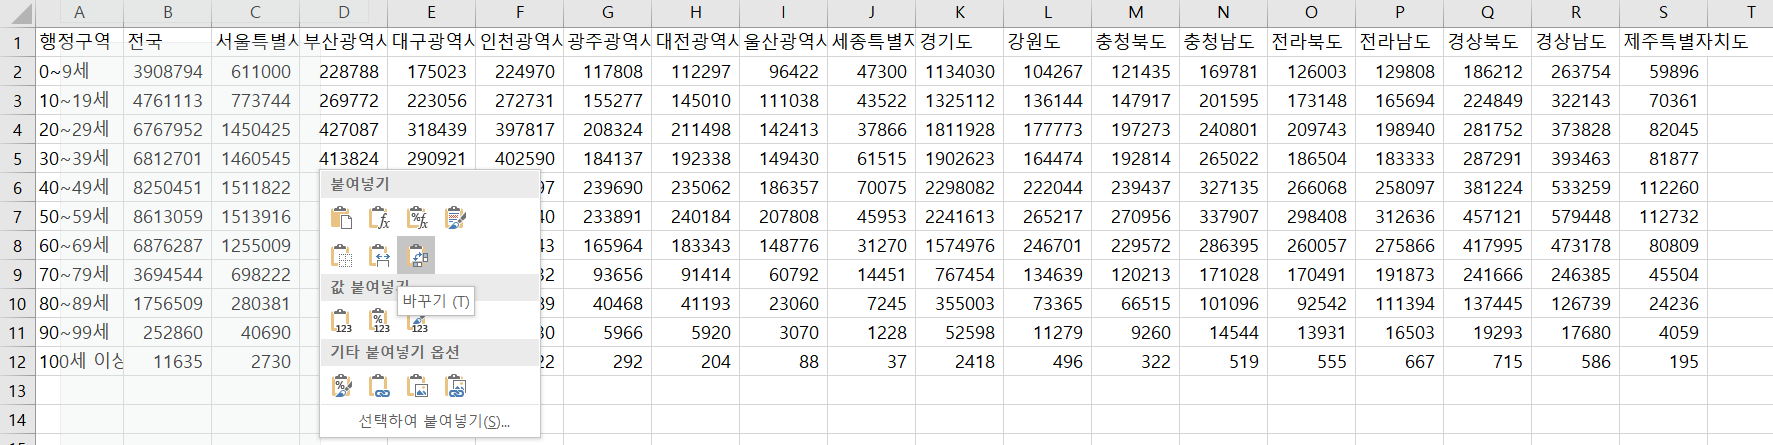 A B C D E F G H I J K L M N O P Q R S T
1 행정구역 전국 서울특별시 부산광역시 대구광역시 인천광역시 광주광역시 대전광역시 울산광역시 세종특별자 경기도 강원도 충청북도 충청남도 전라북도 전라남도 경상북도 경상남도 제주특별자치도
2 0~9세 3908794 611000 228788 175023 224970 117808 112297 96422 47300 1134030 104267 121435 169781 126003 129808 186212 263754 59896
3 10~19세 4761113 773744 269772 223056 272731 155277 145010 111038 43522 1325112 136144 147917 201595 173148 165694 224849 322143 70361
4 20~29세 6767952 1450425 427087 318439 397817 208324 211498 142413 37866 1811928 177773 197273 240801 209743 198940 281752 373828 82045
5 30~39세 6812701 1460545 413824 290921 402590 184137 192338 149430 61515 1902623 164474 192814 265022 186504 183333 287291 393463 81877
6 40~49세 8250451 1511822 97 239690 235062 186357 70075 2298082 222044 239437 327135 266068 258097 381224 533259 112260
7 50~59세 8613059 1513916 40 233891 240184 207808 45953 2241613 265217 270956 337907 298408 312636 457121 579448 112732
8 60~69세 6876287 1255009 43 165964 183343 148776 31270 1574976 246701 229572 286395 260057 275866 417995 473178 80809
9 70~79세 3694544 698222 32 93656 91414 60792 14451 767454 134639 120213 171028 170491 191873 241666 246385 45504
10 80~89세 1756509 280381 39 40468 41193 23060 7245 355003 73365 66515 101096 92542 111394 137445 126739 24236
11 90~99세 252860 40690 30 5966 5920 3070 1228 52598 11279 9260 14544 13931 16503 19293 17680 4059
12 100세 이상 11635 2730 22 292 204 88 37 2418 496 322 519 555 667 715 586 195
13
14
붙여넣기
값 붙여넣기
바꾸기 (T)
123 123 123
기타 붙여넣기 옵션
선택하여 붙여넣기(S)...